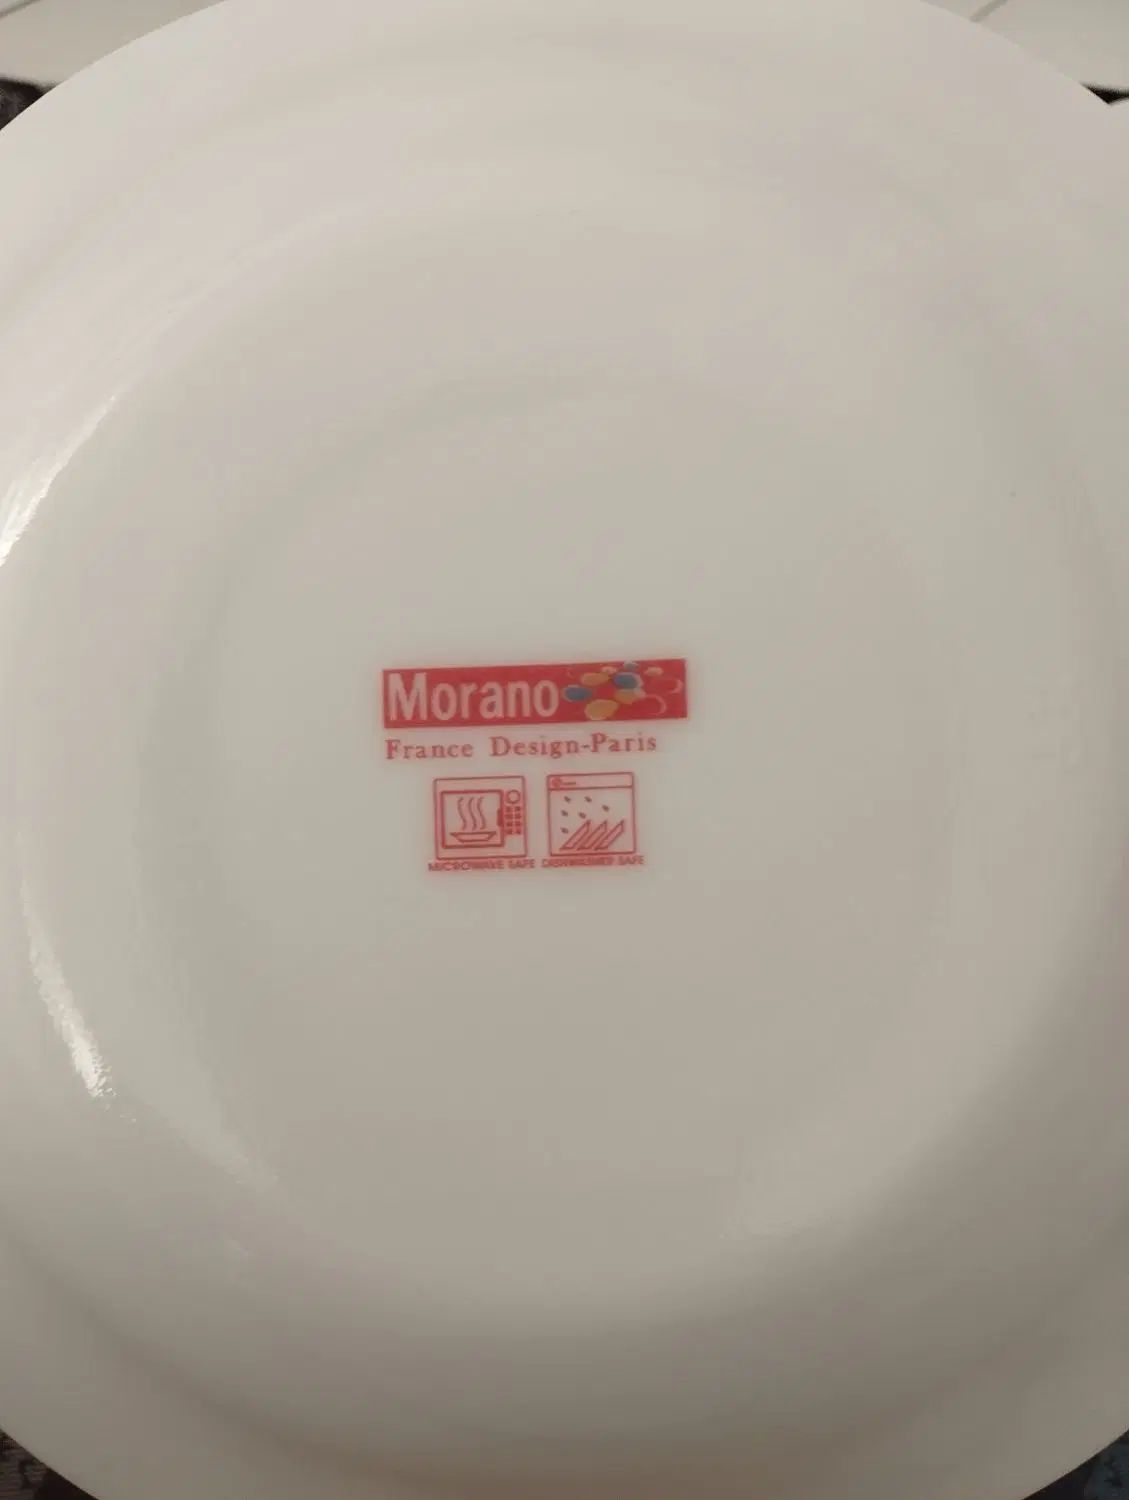 Morano
France Design-Paris
MICROWAVE SAFE DISHWASHER SAFE